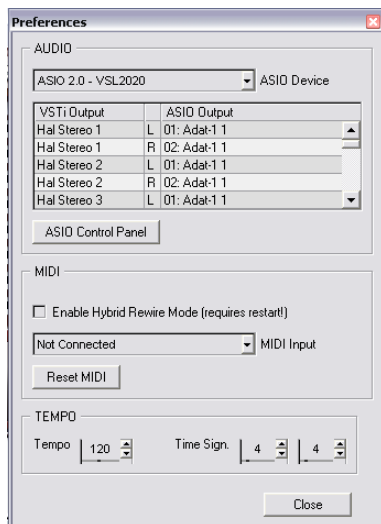 Preferences
AUDIO
ASIO 2.0 - VSL2020 ASIO Device
VSTi Output ASIO Output
Hal Stereo 1 L 01: Adat-1 1
Hal Stereo 1 R 02: Adat-1 1
Hal Stereo 2 L 01: Adat-1 1
Hal Stereo 2 R 02: Adat-1 1
Hal Stereo 3 L 01: Adat-1 1
ASIO Control Panel
MIDI
Enable Hybrid Rewire Mode (requires restart!)
Not Connected MIDI Input
Reset MIDI
TEMPO
Tempo 120 Time Sign. 4 4
Close